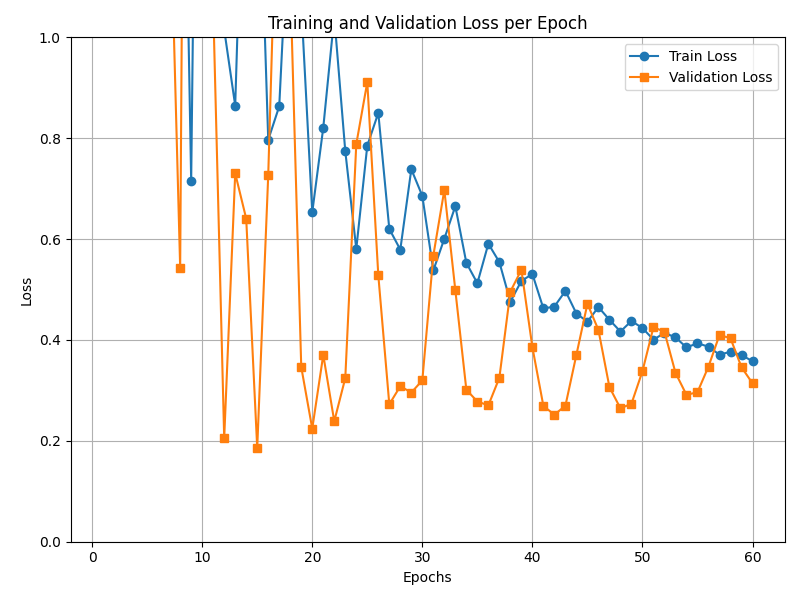 Training and Validation Loss per Epoch
Train Loss
Validation Loss
1.0
0.8
0.6
0.4
0.2
0.0
Loss
0 10 20 30 40 50 60
Epochs